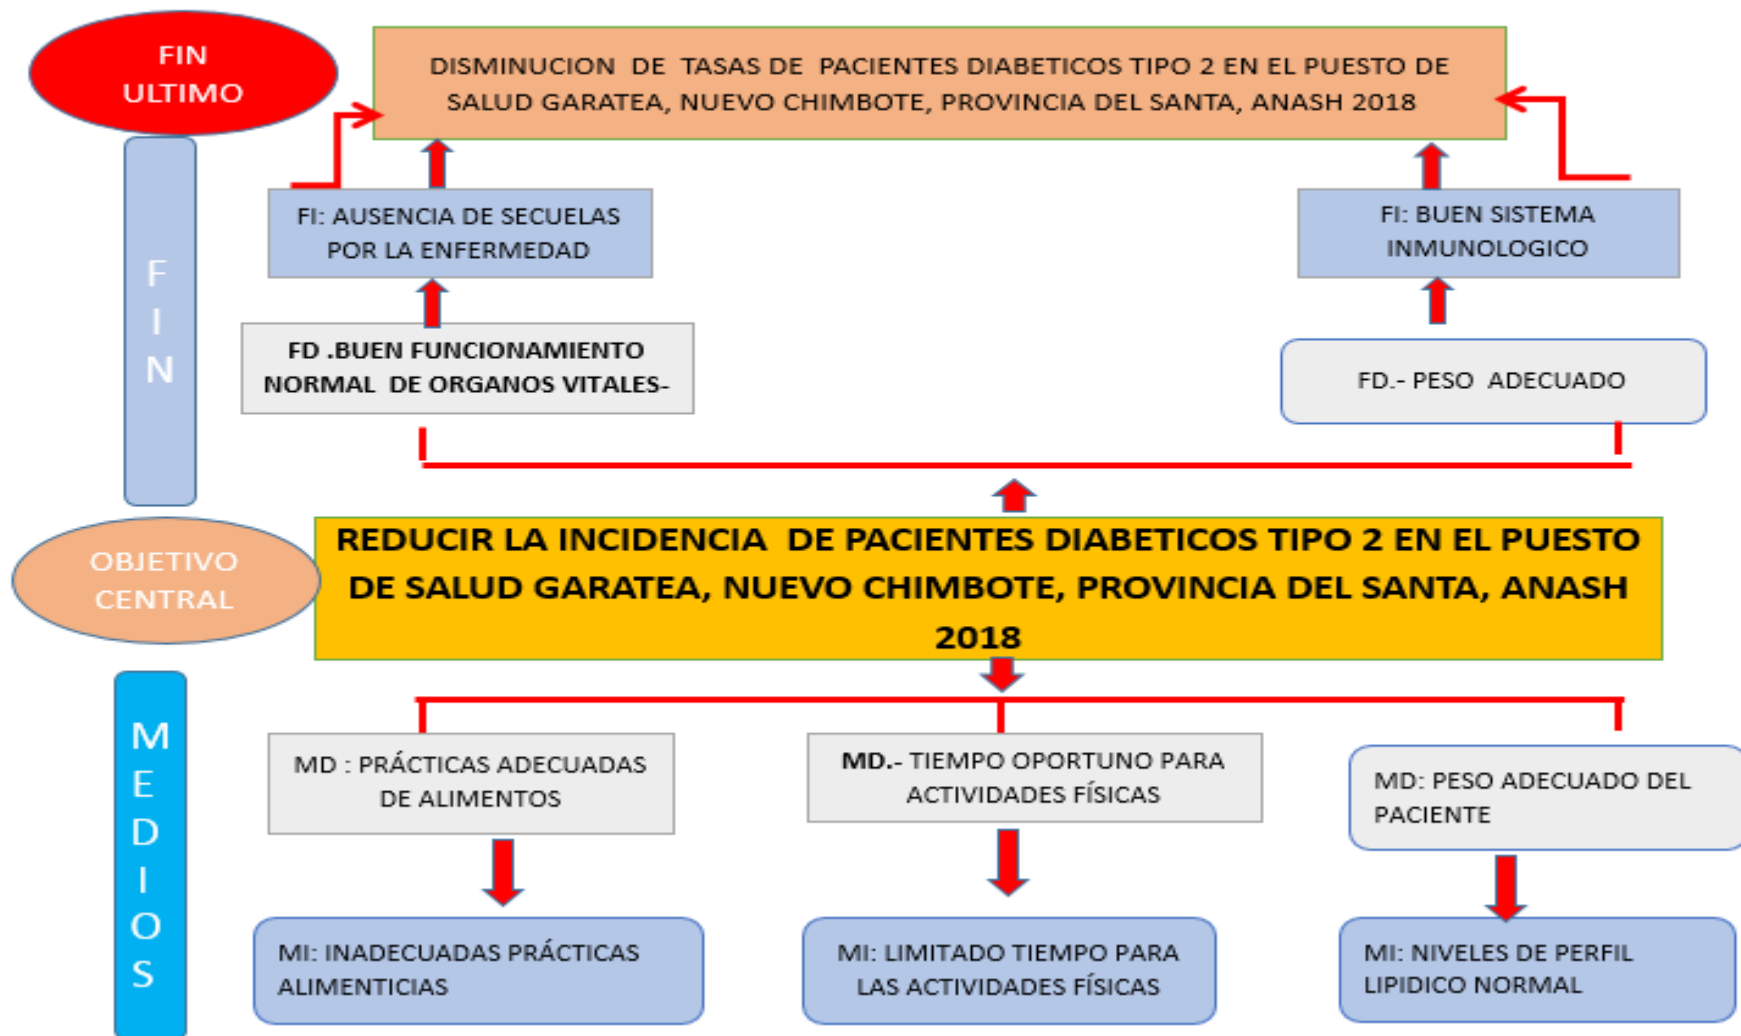 FIN
ULTIMO
DISMINUCION DE TASAS DE PACIENTES DIABETICOS TIPO 2 EN EL PUESTO DE
SALUD GARATEA, NUEVO CHIMBOTE, PROVINCIA DEL SANTA, ANASH 2018
FI: AUSENCIA DE SECUELAS
POR LA ENFERMEDAD
FI: BUEN SISTEMA
INMUNOLOGICO
F
I
N
FD .BUEN FUNCIONAMIENTO
NORMAL DE ORGANOS VITALES-
FD.- PESO ADECUADO
OBJETIVO
CENTRAL
REDUCIR LA INCIDENCIA DE PACIENTES DIABETICOS TIPO 2 EN EL PUESTO
DE SALUD GARATEA, NUEVO CHIMBOTE, PROVINCIA DEL SANTA, ANASH
2018
M
E
D
I
O
S
MD : PRÁCTICAS ADECUADAS
DE ALIMENTOS
MD.- TIEMPO OPORTUNO PARA
ACTIVIDADES FÍSICAS
MD: PESO ADECUADO DEL
PACIENTE
MI: INADECUADAS PRÁCTICAS
ALIMENTICIAS
MI: LIMITADO TIEMPO PARA
LAS ACTIVIDADES FÍSICAS
MI: NIVELES DE PERFIL
LIPIDICO NORMAL